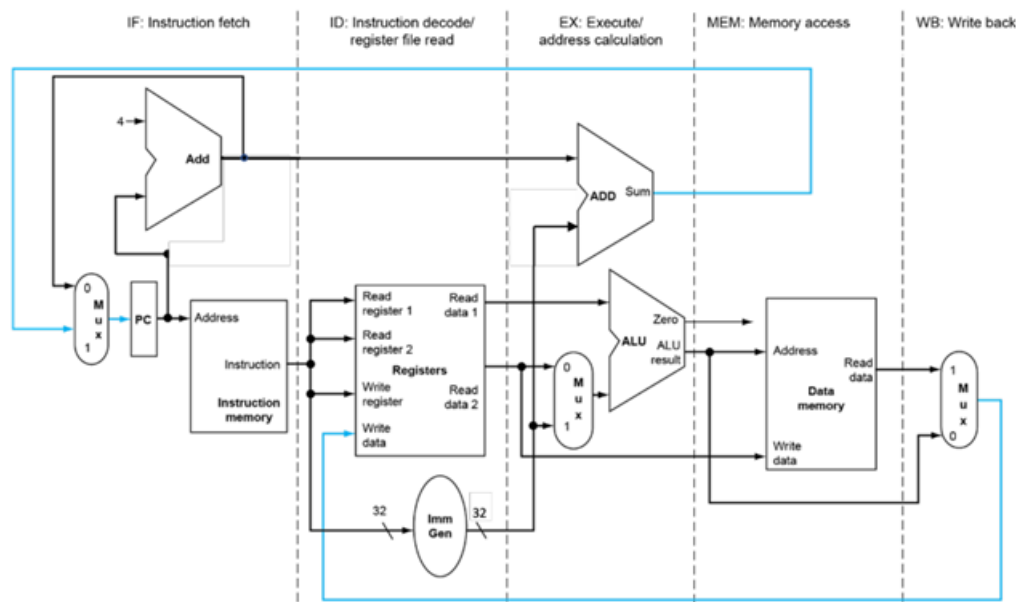 IF: Instruction fetch
ID: Instruction decode/
register file read
EX: Execute/
address calculation
MEM: Memory access
WB: Write back
4
Add
ADD
Sum
0
M
u
x
1
PC
Address
Instruction
Instruction
memory
Read
register 1
Read
register 2
Registers
Write
register
Write
data
Read
data 1
Read
data 2
32
Imm
Gen
32
0
M
u
x
1
Zero
ALU
ALU
result
Address
Read
data
Data
memory
Write
data
1
M
u
x
0